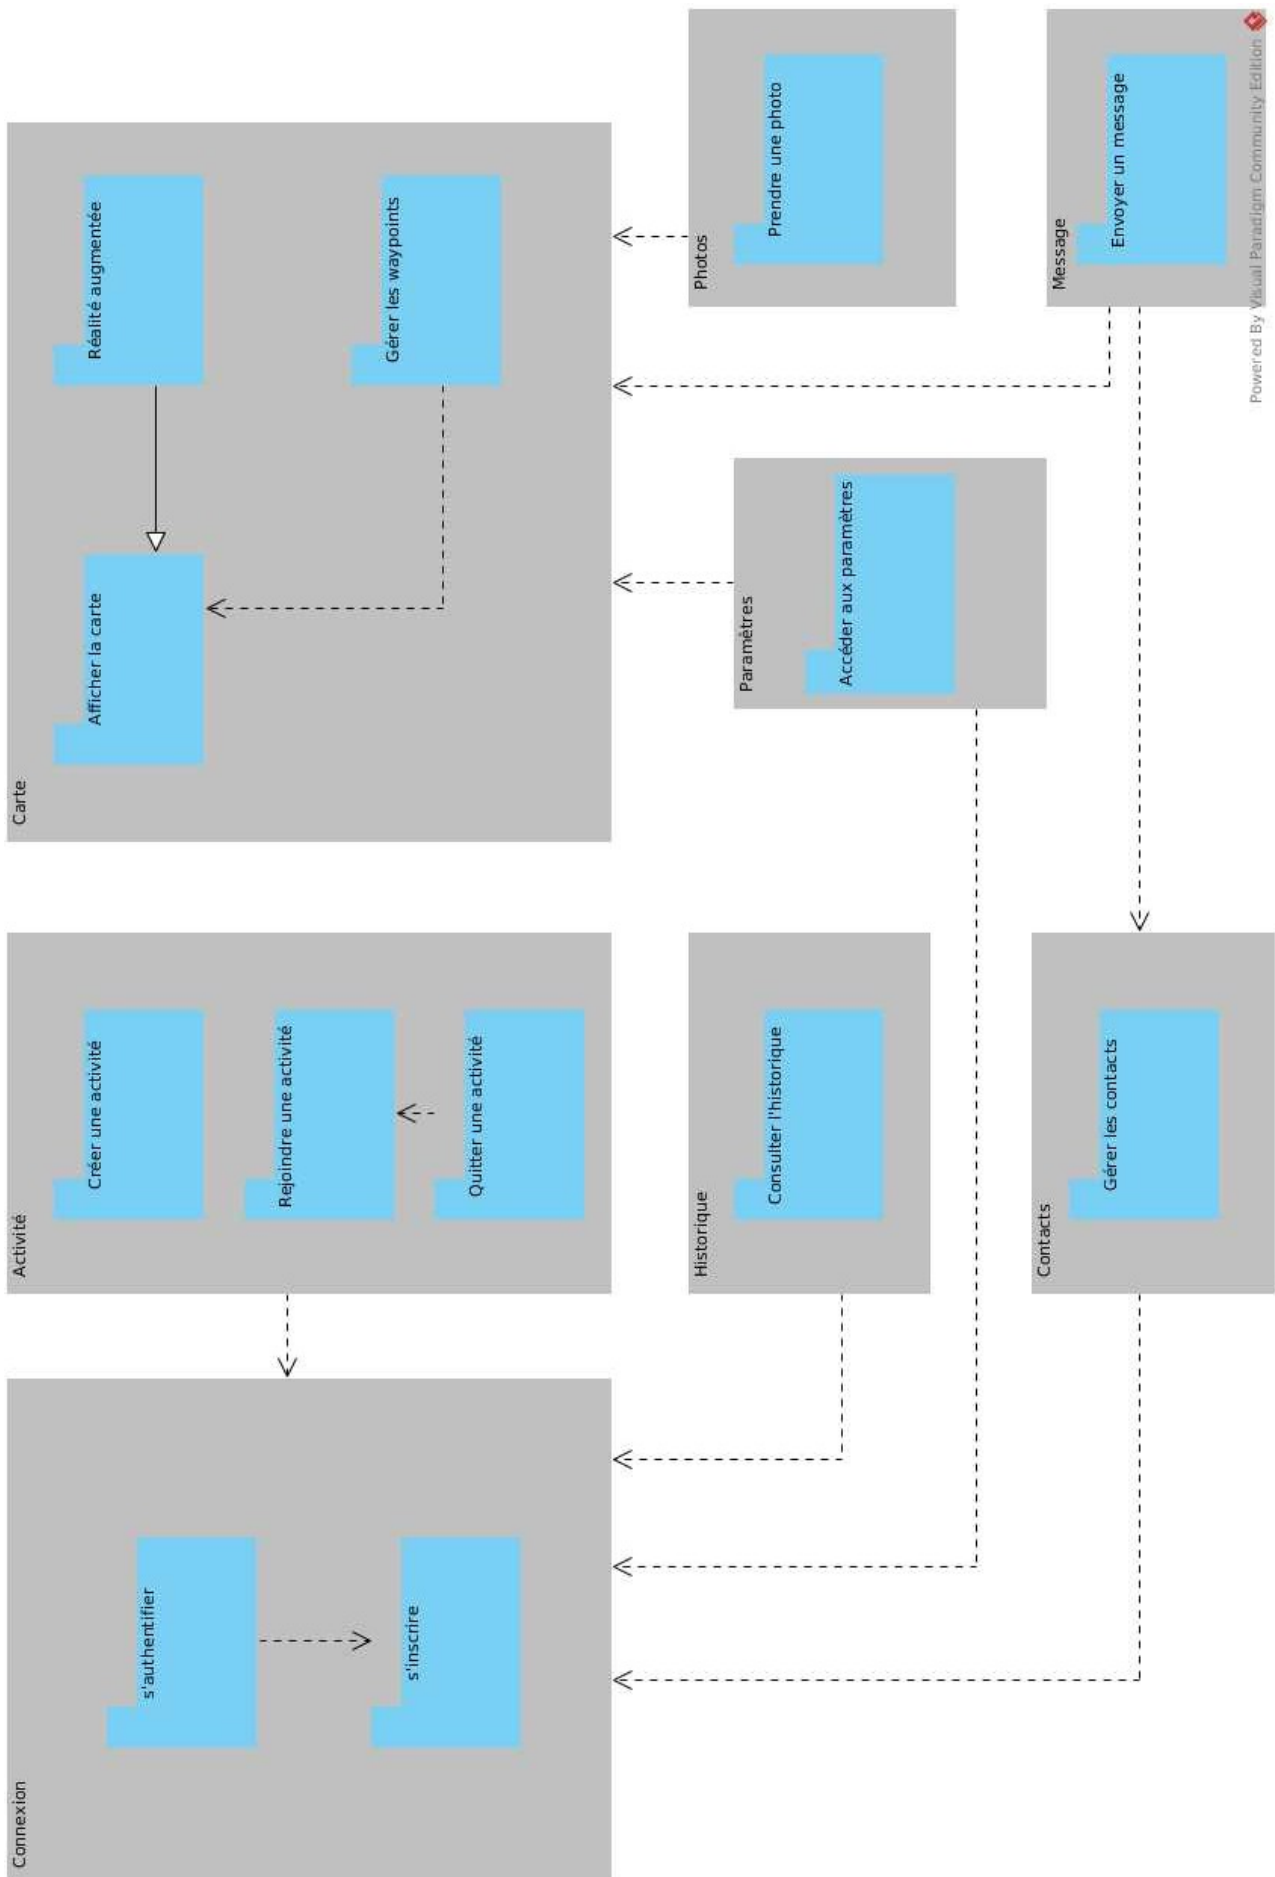 Connexion
s'authentifier
s'inscrire
Activité
Créer une activité
Rejoindre une activité
Quitter une activité
Carte
Afficher la carte
Réalité augmentée
Gérer les waypoints
Historique
Consulter l'historique
Paramètres
Accéder aux paramètres
Photos
Prendre une photo
Contacts
Gérer les contacts
Message
Envoyer un message
Powered By Visual Paradigm Community Edition